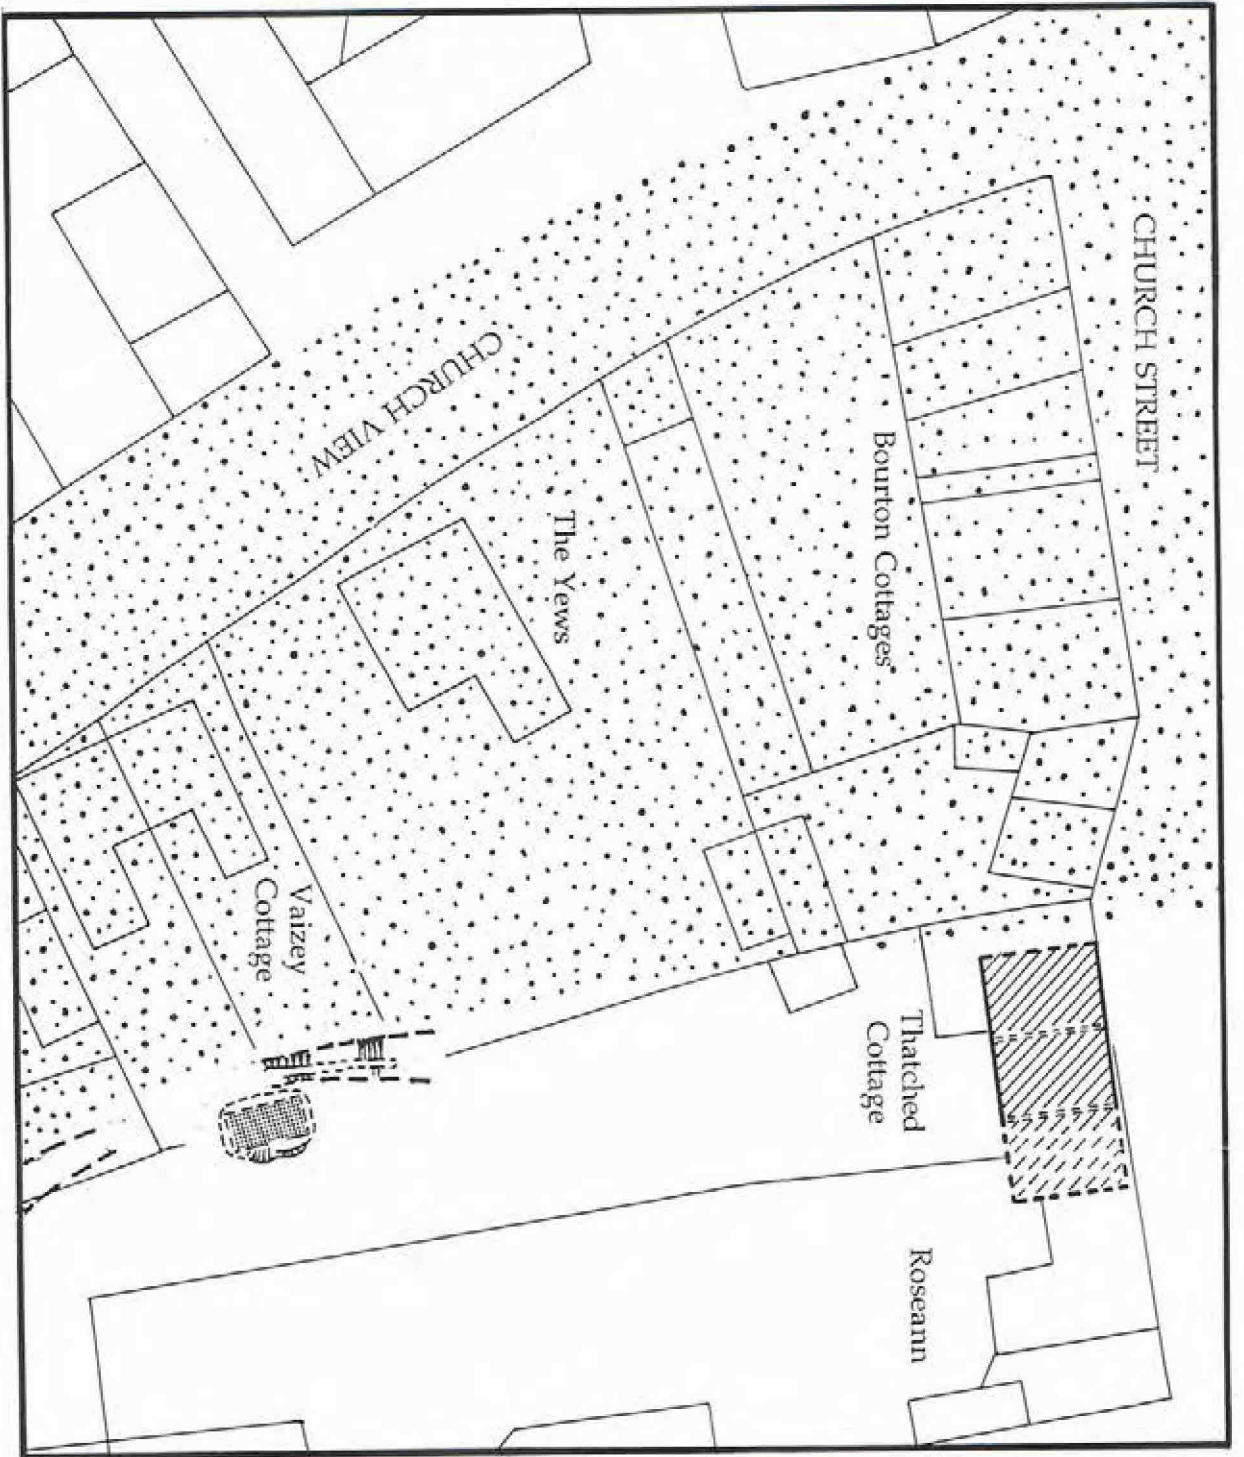 CHURCH STREET
CHURCH VIEW
Bourton Cottages
The Yews
Vaizey
Cottage
Thatched
Cottage
Roseann